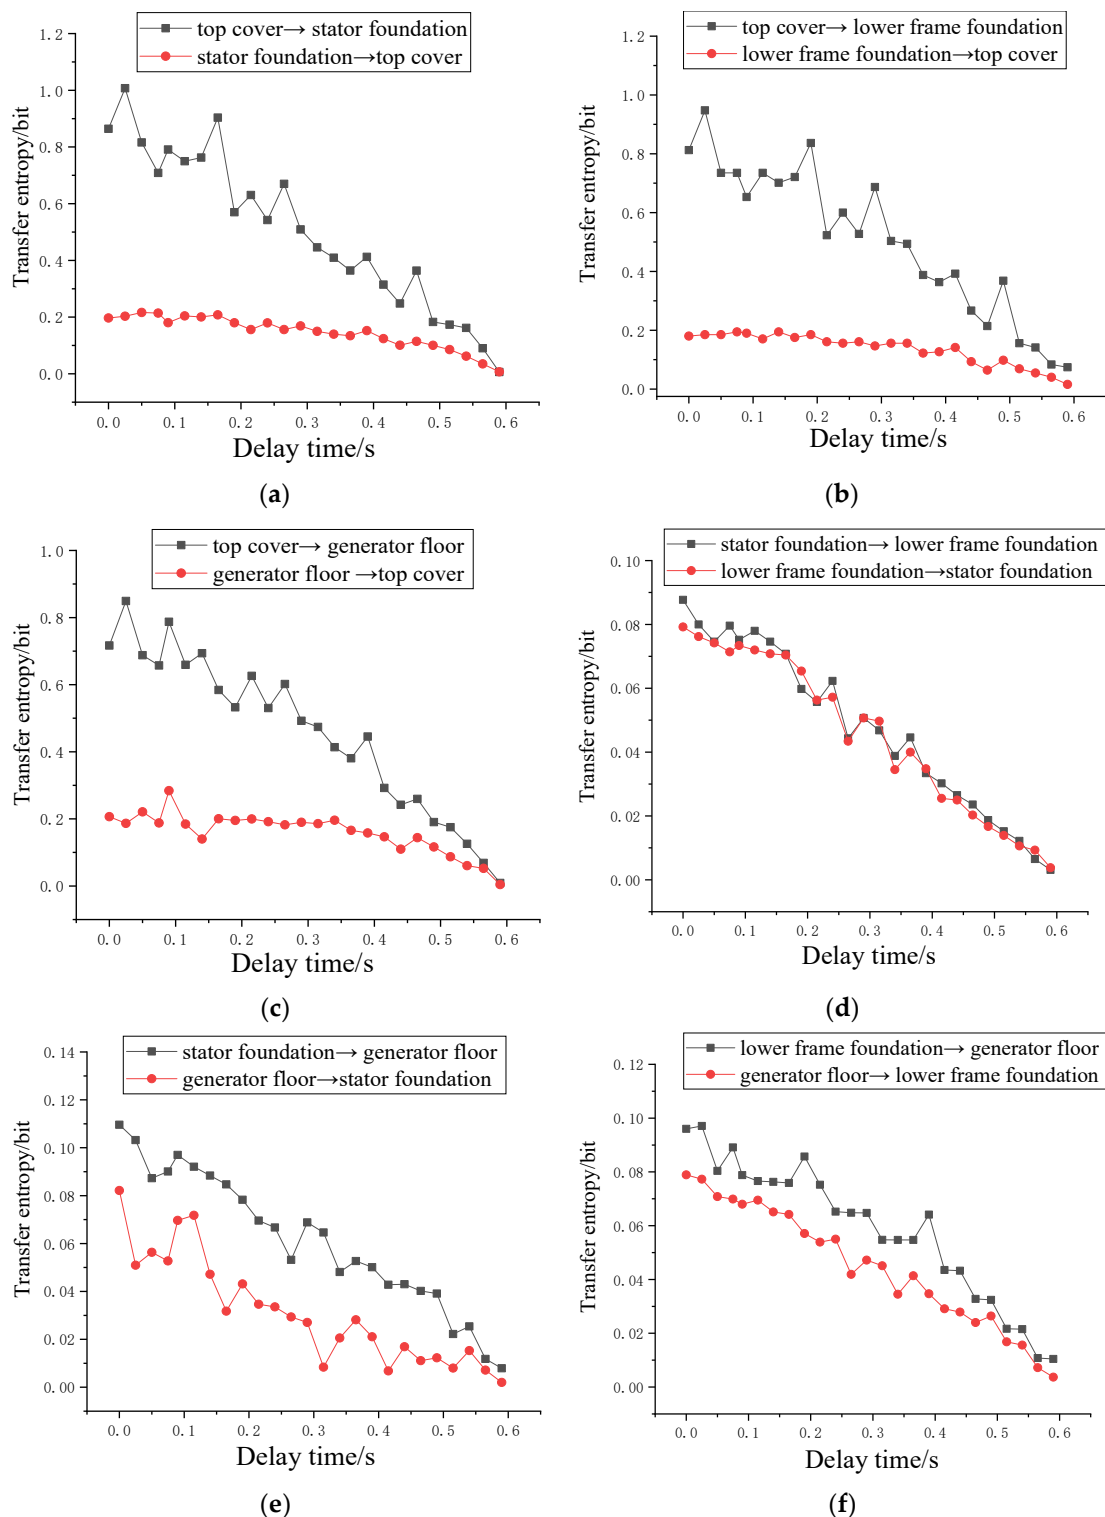 top cover→ stator foundation
stator foundation→top cover
Transfer entropy/bit
1.2
1.0
0.8
0.6
0.4
0.2
0.0
0.0 0.1 0.2 0.3 0.4 0.5 0.6
Delay time/s
(a)
top cover→ lower frame foundation
lower frame foundation→top cover
Transfer entropy/bit
1.2
1.0
0.8
0.6
0.4
0.2
0.0
0.0 0.1 0.2 0.3 0.4 0.5 0.6
Delay time/s
(b)
top cover→ generator floor
generator floor →top cover
Transfer entropy/bit
1.0
0.8
0.6
0.4
0.2
0.0
0.0 0.1 0.2 0.3 0.4 0.5 0.6
Delay time/s
(c)
stator foundation→ lower frame foundation
lower frame foundation→stator foundation
Transfer entropy/bit
0.10
0.08
0.06
0.04
0.02
0.00
0.0 0.1 0.2 0.3 0.4 0.5 0.6
Delay time/s
(d)
stator foundation→ generator floor
generator floor→stator foundation
Transfer entropy/bit
0.14
0.12
0.10
0.08
0.06
0.04
0.02
0.00
0.0 0.1 0.2 0.3 0.4 0.5 0.6
Delay time/s
(e)
lower frame foundation→ generator floor
generator floor→ lower frame foundation
Transfer entropy/bit
0.12
0.10
0.08
0.06
0.04
0.02
0.00
0.0 0.1 0.2 0.3 0.4 0.5 0.6
Delay time/s
(f)